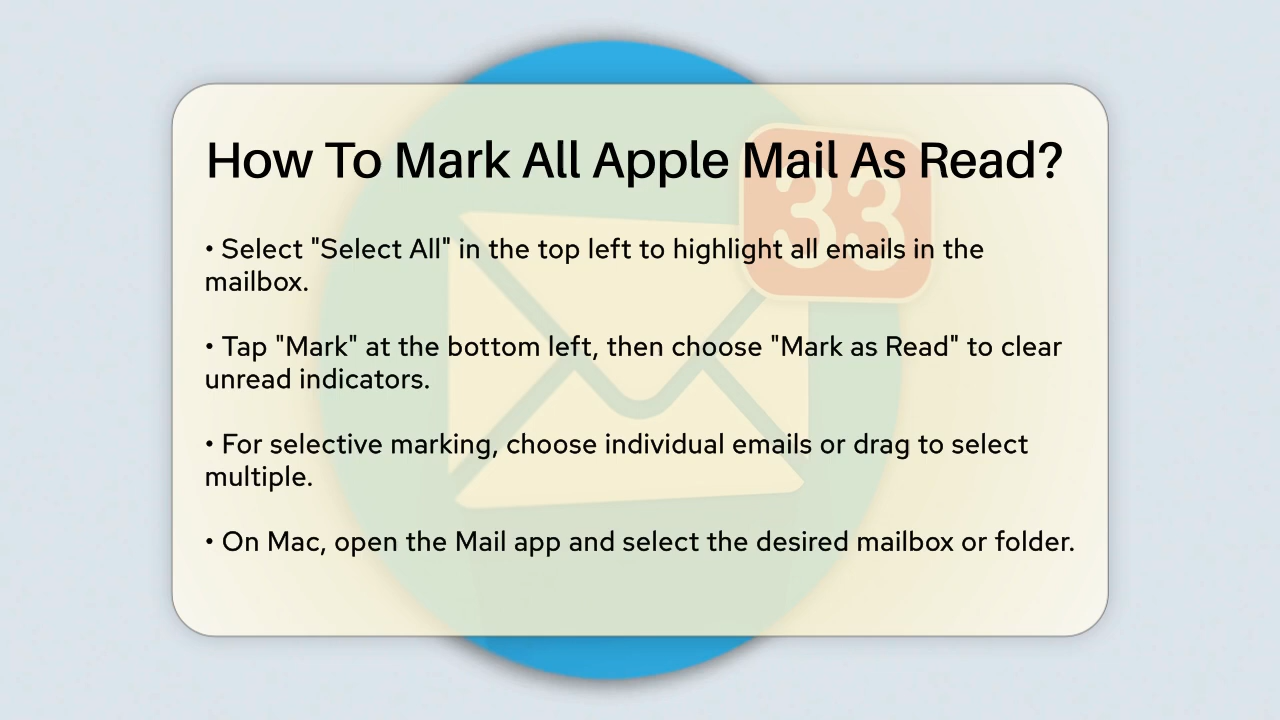 How To Mark All Apple Mail As Read?
33
• Select "Select All" in the top left to highlight all emails in the
mailbox.
• Tap "Mark" at the bottom left, then choose "Mark as Read" to clear
unread indicators.
• For selective marking, choose individual emails or drag to select
multiple.
• On Mac, open the Mail app and select the desired mailbox or folder.